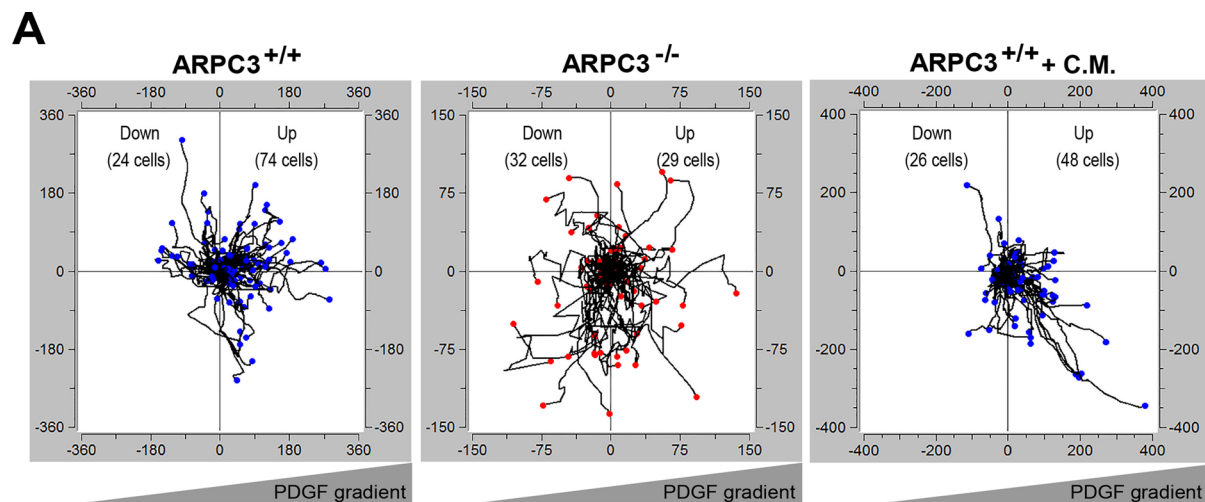 A
ARPC3+/+
-360 -180 0 180 360
360 360
Down Up
(24 cells) (74 cells)
180 180
0 0
-180 -180
-360 -360
-360 -180 0 180 360
PDGF gradient
ARPC3-/-
-150 -75 0 75 150
150 150
Down Up
(32 cells) (29 cells)
75 75
0 0
-75 -75
-150 -150
-150 -75 0 75 150
PDGF gradient
ARPC3+/+ + C.M.
-400 -200 0 200 400
400 400
Down Up
(26 cells) (48 cells)
200 200
0 0
-200 -200
-400 -400
-400 -200 0 200 400
PDGF gradient